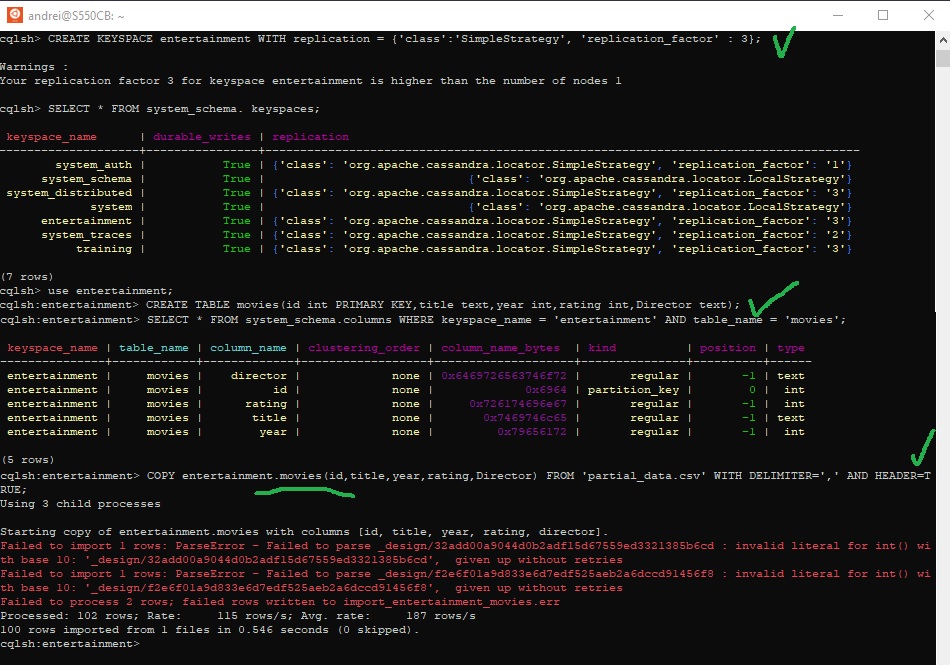 andrei@S550CB: ~
cqlsh> CREATE KEYSPACE entertainment WITH replication = {'class':'SimpleStrategy', 'replication_factor' : 3};
Warnings :
Your replication factor 3 for keyspace entertainment is higher than the number of nodes 1
cqlsh> SELECT * FROM system_schema. keyspaces;
keyspace_name | durable_writes | replication
system_auth | True | {'class': 'org.apache.cassandra.locator.SimpleStrategy', 'replication_factor': '1'}
system_schema | True | {'class': 'org.apache.cassandra.locator.LocalStrategy'}
system_distributed | True | {'class': 'org.apache.cassandra.locator.SimpleStrategy', 'replication_factor': '3'}
system | True | {'class': 'org.apache.cassandra.locator.LocalStrategy'}
entertainment | True | {'class': 'org.apache.cassandra.locator.SimpleStrategy', 'replication_factor': '3'}
system_traces | True | {'class': 'org.apache.cassandra.locator.SimpleStrategy', 'replication_factor': '2'}
training | True | {'class': 'org.apache.cassandra.locator.SimpleStrategy', 'replication_factor': '3'}
(7 rows)
cqlsh> use entertainment;
cqlsh:entertainment> CREATE TABLE movies(id int PRIMARY KEY,title text,year int,rating int,Director text);
cqlsh:entertainment> SELECT * FROM system_schema.columns WHERE keyspace_name = 'entertainment' AND table_name = 'movies';
keyspace_name | table_name | column_name | clustering_order | column_name_bytes | kind | position | type
entertainment | movies | director | none | 0x6469726563746f72 | regular | -1 | text
entertainment | movies | id | none | 0x6964 | partition_key | 0 | int
entertainment | movies | rating | none | 0x726174696e67 | regular | -1 | int
entertainment | movies | title | none | 0x7469746c65 | regular | -1 | text
entertainment | movies | year | none | 0x79656172 | regular | -1 | int
(5 rows)
cqlsh:entertainment> COPY entertainment.movies(id,title,year,rating,Director) FROM 'partial_data.csv' WITH DELIMITER=',' AND HEADER=T
RUE;
Using 3 child processes
Starting copy of entertainment.movies with columns [id, title, year, rating, director].
Failed to import 1 rows: ParseError - Failed to parse _design/32add00a9044d0b2adf15d67559ed3321385b6cd : invalid literal for int() wi
th base 10: '_design/32add00a9044d0b2adf15d67559ed3321385b6cd',  given up without retries
Failed to import 1 rows: ParseError - Failed to parse _design/f2e6f01a9d833e6d7edf525aeb2a6dccd91456f8 : invalid literal for int() wi
th base 10: '_design/f2e6f01a9d833e6d7edf525aeb2a6dccd91456f8',  given up without retries
Failed to process 2 rows; failed rows written to import_entertainment_movies.err
Processed: 102 rows; Rate:     115 rows/s; Avg. rate:     187 rows/s
100 rows imported from 1 files in 0.546 seconds (0 skipped).
cqlsh:entertainment>